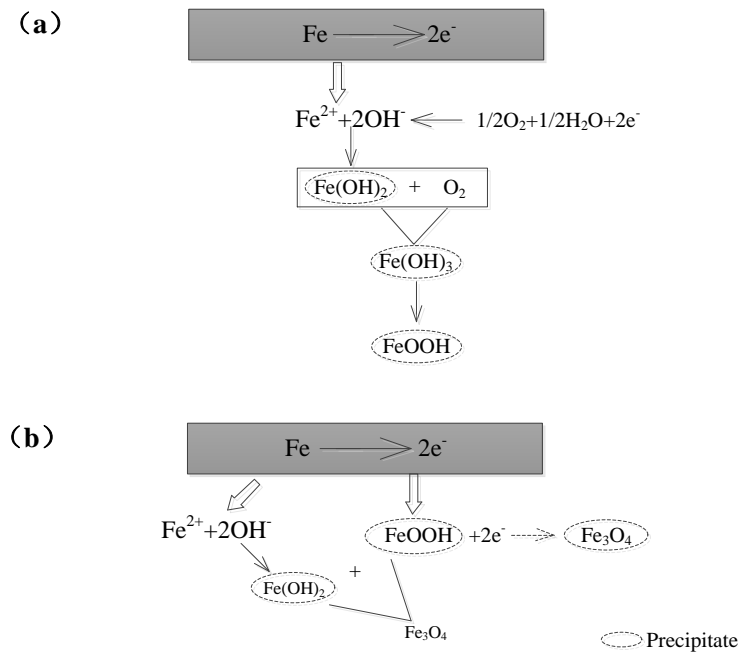 （a）
Fe 2e⁻
Fe²⁺+2OH⁻ 1/2O₂+1/2H₂O+2e⁻
Fe(OH)₂ + O₂
Fe(OH)₃
FeOOH
（b）
Fe 2e⁻
Fe²⁺+2OH⁻ FeOOH +2e⁻ Fe₃O₄
+
Fe(OH)₂
Fe₃O₄
Precipitate